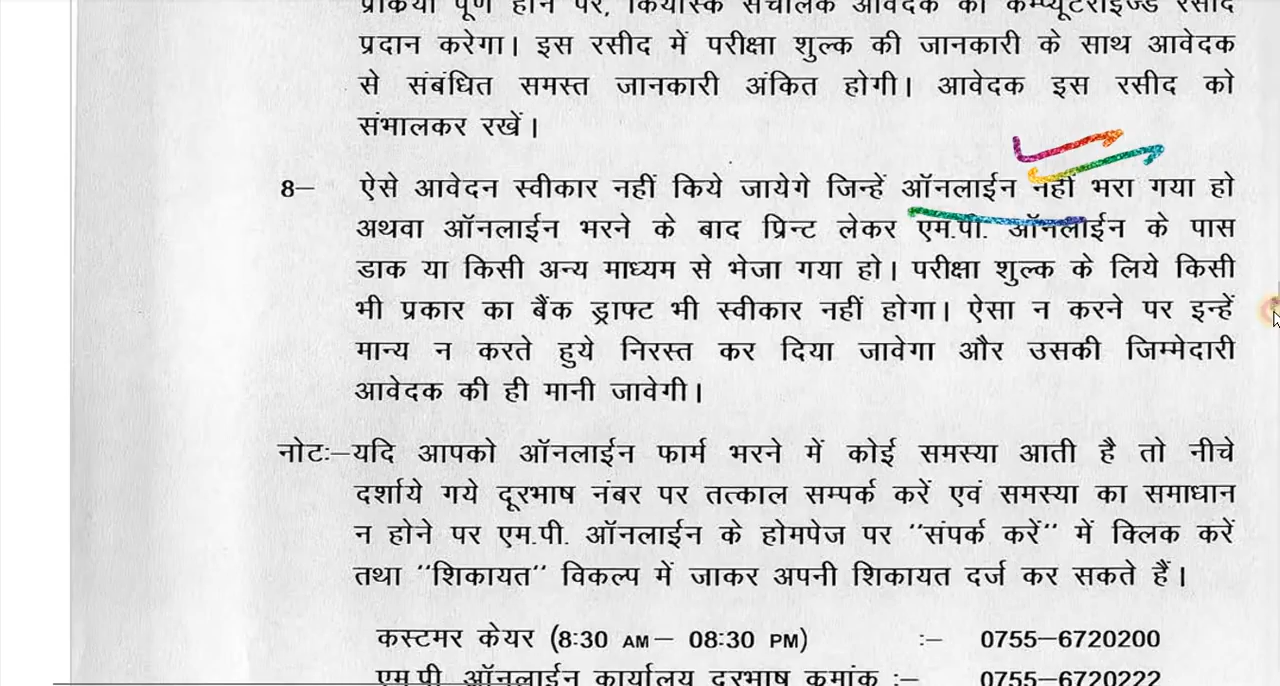 प्रक्रिया पूर्ण होने पर, कियोस्क संचालक आवेदक को कम्प्यूटराइज्ड रसीद
प्रदान करेगा। इस रसीद में परीक्षा शुल्क की जानकारी के साथ आवेदक
से संबंधित समस्त जानकारी अंकित होगी। आवेदक इस रसीद को
संभालकर रखें।
8– ऐसे आवेदन स्वीकार नहीं किये जायेगे जिन्हें ऑनलाईन नहीं भरा गया हो
अथवा ऑनलाईन भरने के बाद प्रिन्ट लेकर एम.पी. ऑनलाईन के पास
डाक या किसी अन्य माध्यम से भेजा गया हो। परीक्षा शुल्क के लिये किसी
भी प्रकार का बैंक ड्राफ्ट भी स्वीकार नहीं होगा। ऐसा न करने पर इन्हें
मान्य न करते हुये निरस्त कर दिया जावेगा और उसकी जिम्मेदारी
आवेदक की ही मानी जावेगी।
नोटः–यदि आपको ऑनलाईन फार्म भरने में कोई समस्या आती है तो नीचे
दर्शाये गये दूरभाष नंबर पर तत्काल सम्पर्क करें एवं समस्या का समाधान
न होने पर एम.पी. ऑनलाईन के होमपेज पर "संपर्क करें" में क्लिक करें
तथा "शिकायत" विकल्प में जाकर अपनी शिकायत दर्ज कर सकते हैं।
कस्टमर केयर (8:30 AM – 08:30 PM) :– 0755–6720200
एम.पी. ऑनलाईन कार्यालय दूरभाष क्रमांक :– 0755–6720222